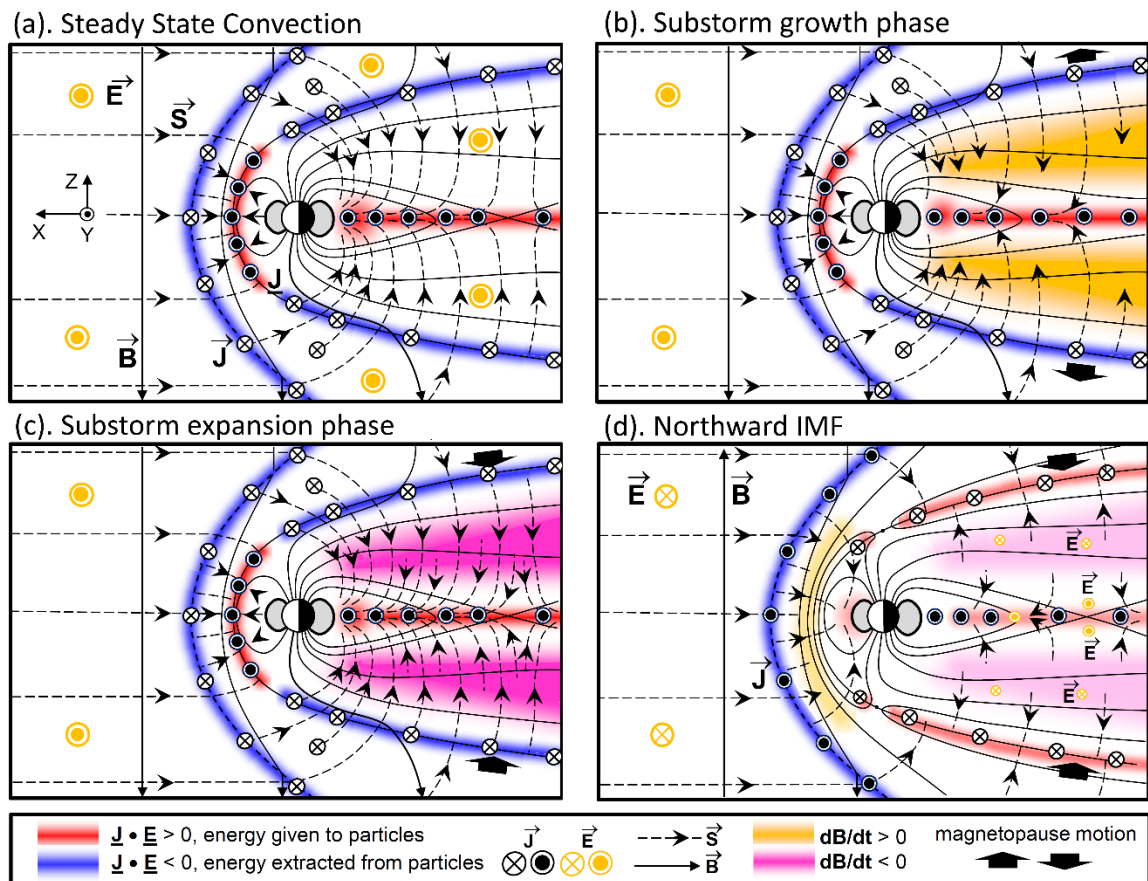 (a). Steady State Convection
E
S
Z
X
Y
J
B
J
(b). Substorm growth phase
(c). Substorm expansion phase
(d). Northward IMF
E
B
E
E
E
J
E
J • E > 0, energy given to particles
J • E < 0, energy extracted from particles
J
E
S
B
dB/dt > 0
dB/dt < 0
magnetopause motion